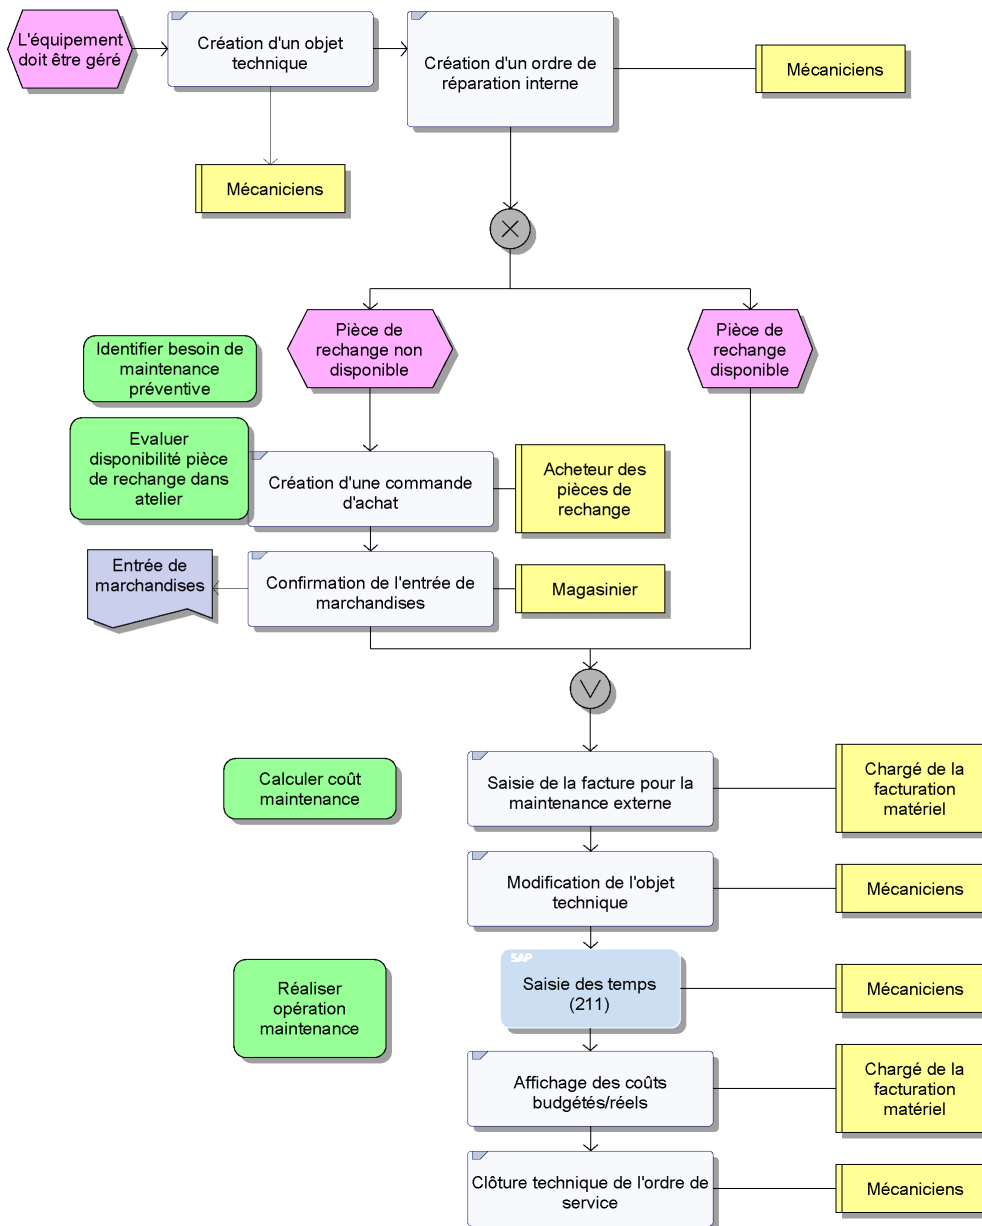 L'équipement
doit être géré
Création d'un objet
technique
Création d'un ordre de
réparation interne
Mécaniciens
Mécaniciens
Pièce de
rechange non
disponible
Pièce de
rechange
disponible
Identifier besoin de
maintenance
préventive
Evaluer
disponibilité pièce
de rechange dans
atelier
Création d'une commande
d'achat
Acheteur des
pièces de
rechange
Entrée de
marchandises
Confirmation de l'entrée de
marchandises
Magasinier
Calculer coût
maintenance
Saisie de la facture pour la
maintenance externe
Chargé de la
facturation
matériel
Modification de l'objet
technique
Mécaniciens
Réaliser
opération
maintenance
SAP
Saisie des temps
(211)
Mécaniciens
Affichage des coûts
budgétés/réels
Chargé de la
facturation
matériel
Clôture technique de l'ordre de
service
Mécaniciens